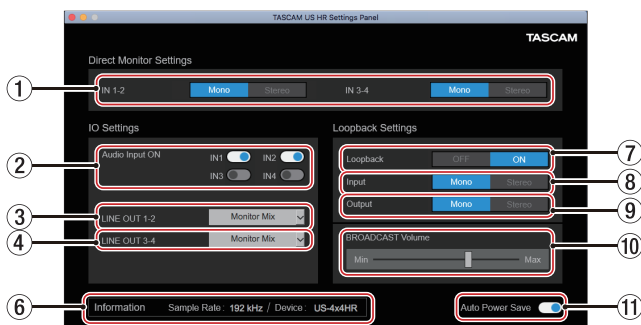 TASCAM US HR Settings Panel
TASCAM
Direct Monitor Settings
① IN 1-2 Mono Stereo IN 3-4 Mono Stereo
IO Settings
② Audio Input ON IN1 IN2
IN3 IN4
③ LINE OUT 1-2 Monitor Mix
④ LINE OUT 3-4 Monitor Mix
Loopback Settings
Loopback OFF ON ⑦
Input Mono Stereo ⑧
Output Mono Stereo ⑨
BROADCAST Volume ⑩
Min Max
⑥ Information Sample Rate : 192 kHz / Device : US-4x4HR
Auto Power Save ⑪